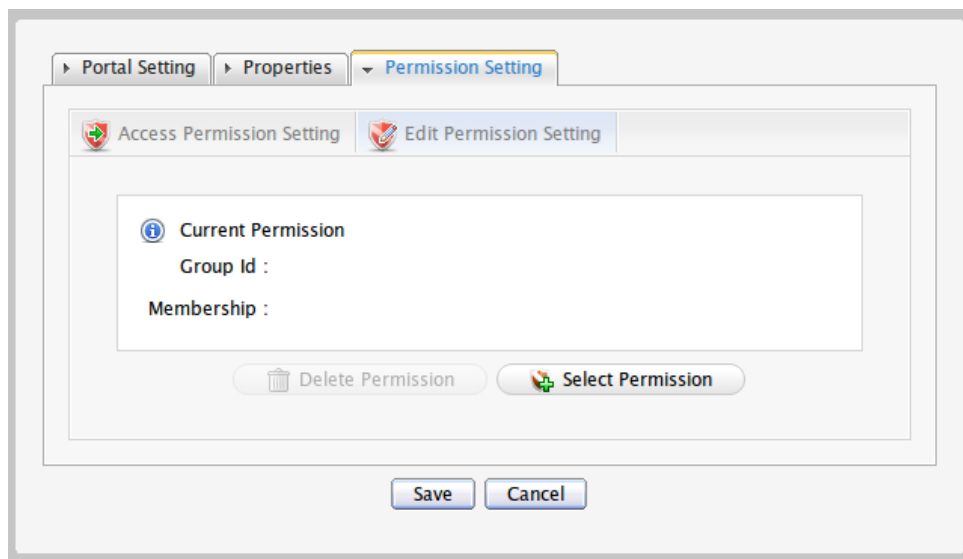 Portal Setting Properties Permission Setting
Access Permission Setting Edit Permission Setting
Current Permission
Group Id :
Membership :
Delete Permission Select Permission
Save Cancel